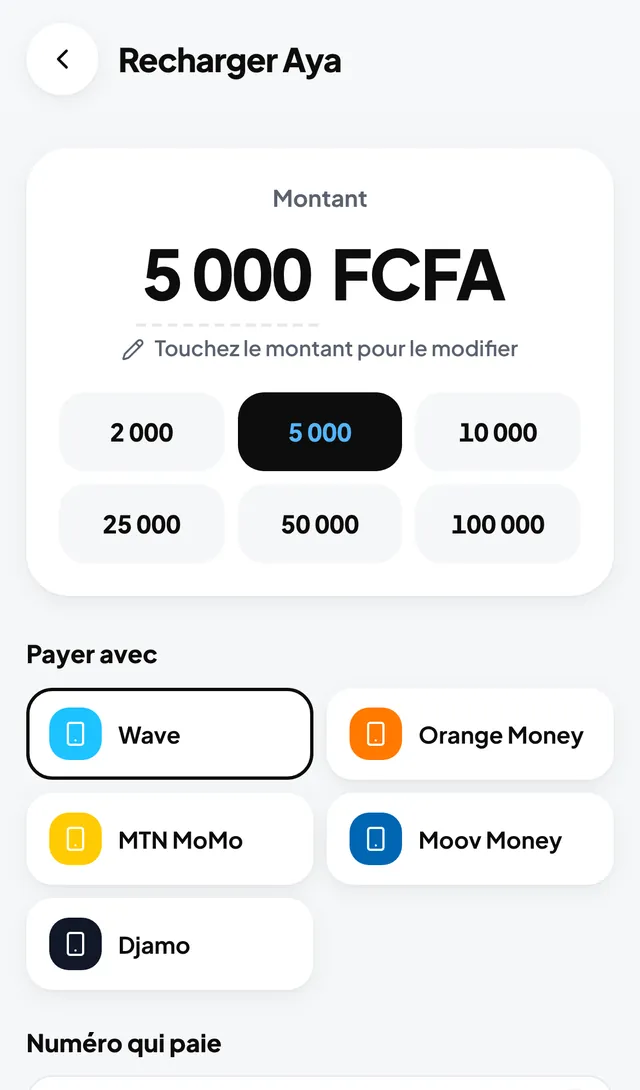 Recharger Aya
Montant
5 000 FCFA
Touchez le montant pour le modifier
2 000
5 000
10 000
25 000
50 000
100 000
Payer avec
Wave
Orange Money
MTN MoMo
Moov Money
Djamo
Numéro qui paie